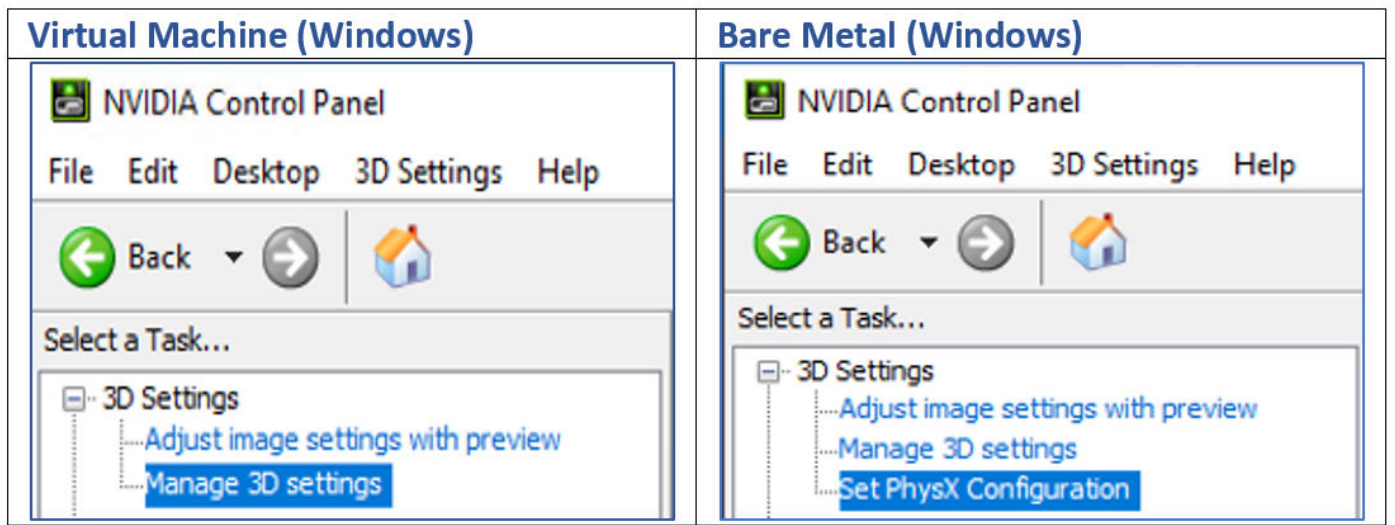 Virtual Machine (Windows)
NVIDIA Control Panel
File Edit Desktop 3D Settings Help
Back
Select a Task...
3D Settings
Adjust image settings with preview
Manage 3D settings
Bare Metal (Windows)
NVIDIA Control Panel
File Edit Desktop 3D Settings Help
Back
Select a Task...
3D Settings
Adjust image settings with preview
Manage 3D settings
Set PhysX Configuration